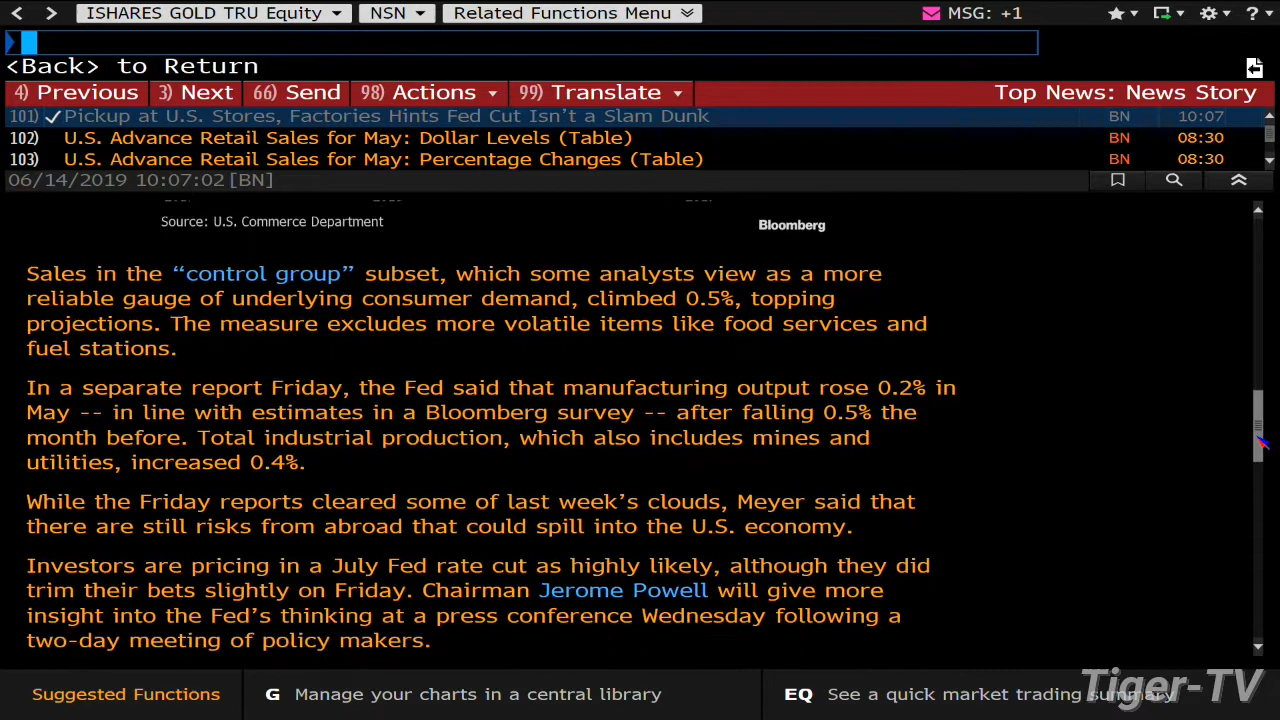 ISHARES GOLD TRU Equity NSN Related Functions Menu MSG: +1 ?
<Back> to Return
4) Previous 3) Next 66) Send 98) Actions 99) Translate Top News: News Story
101) Pickup at U.S. Stores, Factories Hints Fed Cut Isn't a Slam Dunk BN 10:07
102) U.S. Advance Retail Sales for May: Dollar Levels (Table) BN 08:30
103) U.S. Advance Retail Sales for May: Percentage Changes (Table) BN 08:30
06/14/2019 10:07:02 [BN]
Source: U.S. Commerce Department Bloomberg
Sales in the “control group” subset, which some analysts view as a more
reliable gauge of underlying consumer demand, climbed 0.5%, topping
projections. The measure excludes more volatile items like food services and
fuel stations.
In a separate report Friday, the Fed said that manufacturing output rose 0.2% in
May -- in line with estimates in a Bloomberg survey -- after falling 0.5% the
month before. Total industrial production, which also includes mines and
utilities, increased 0.4%.
While the Friday reports cleared some of last week’s clouds, Meyer said that
there are still risks from abroad that could spill into the U.S. economy.
Investors are pricing in a July Fed rate cut as highly likely, although they did
trim their bets slightly on Friday. Chairman Jerome Powell will give more
insight into the Fed’s thinking at a press conference Wednesday following a
two-day meeting of policy makers.
Suggested Functions G Manage your charts in a central library EQ See a quick market trading summary
Tiger-TV